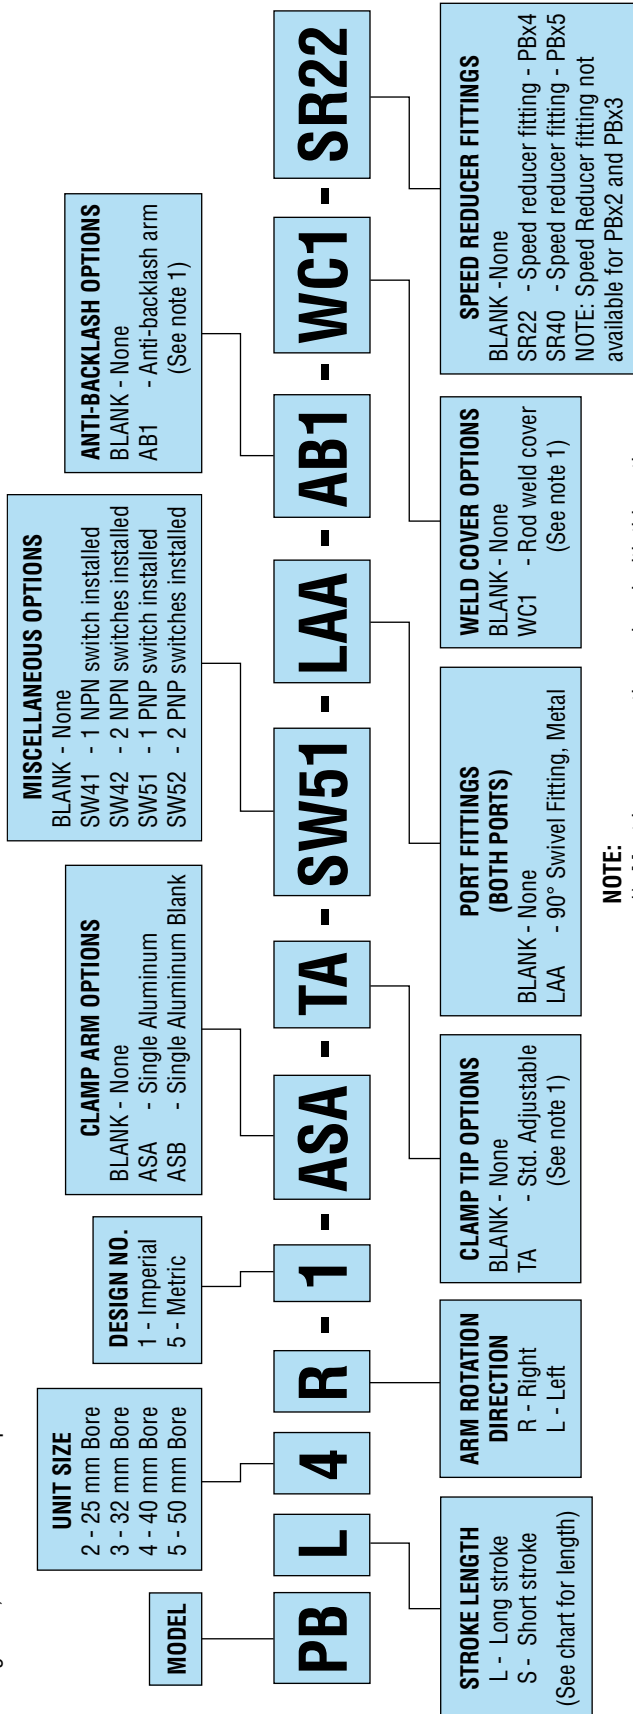 MODEL
UNIT SIZE
2 - 25 mm Bore
3 - 32 mm Bore
4 - 40 mm Bore
5 - 50 mm Bore
DESIGN NO.
1 - Imperial
5 - Metric
CLAMP ARM OPTIONS
BLANK - None
ASA - Single Aluminum
ASB - Single Aluminum Blank
MISCELLANEOUS OPTIONS
BLANK - None
SW41 - 1 NPN switch installed
SW42 - 2 NPN switches installed
SW51 - 1 PNP switch installed
SW52 - 2 PNP switches installed
ANTI-BACKLASH OPTIONS
BLANK - None
AB1 - Anti-backlash arm
(See note 1)
PB L 4 R - 1 - ASA - TA - SW51 - LAA - AB1 - WC1 - SR22
STROKE LENGTH
L - Long stroke
S - Short stroke
(See chart for length)
ARM ROTATION
DIRECTION
R - Right
L - Left
CLAMP TIP OPTIONS
BLANK - None
TA - Std. Adjustable
(See note 1)
PORT FITTINGS
(BOTH PORTS)
BLANK - None
LAA - 90° Swivel Fitting, Metal
WELD COVER OPTIONS
BLANK - None
WC1 - Rod weld cover
(See note 1)
SPEED REDUCER FITTINGS
BLANK -None
SR22 - Speed reducer fitting - PBx4
SR40 - Speed reducer fitting - PBx5
NOTE: Speed Reducer fitting not
available for PBx2 and PBx3
NOTE: